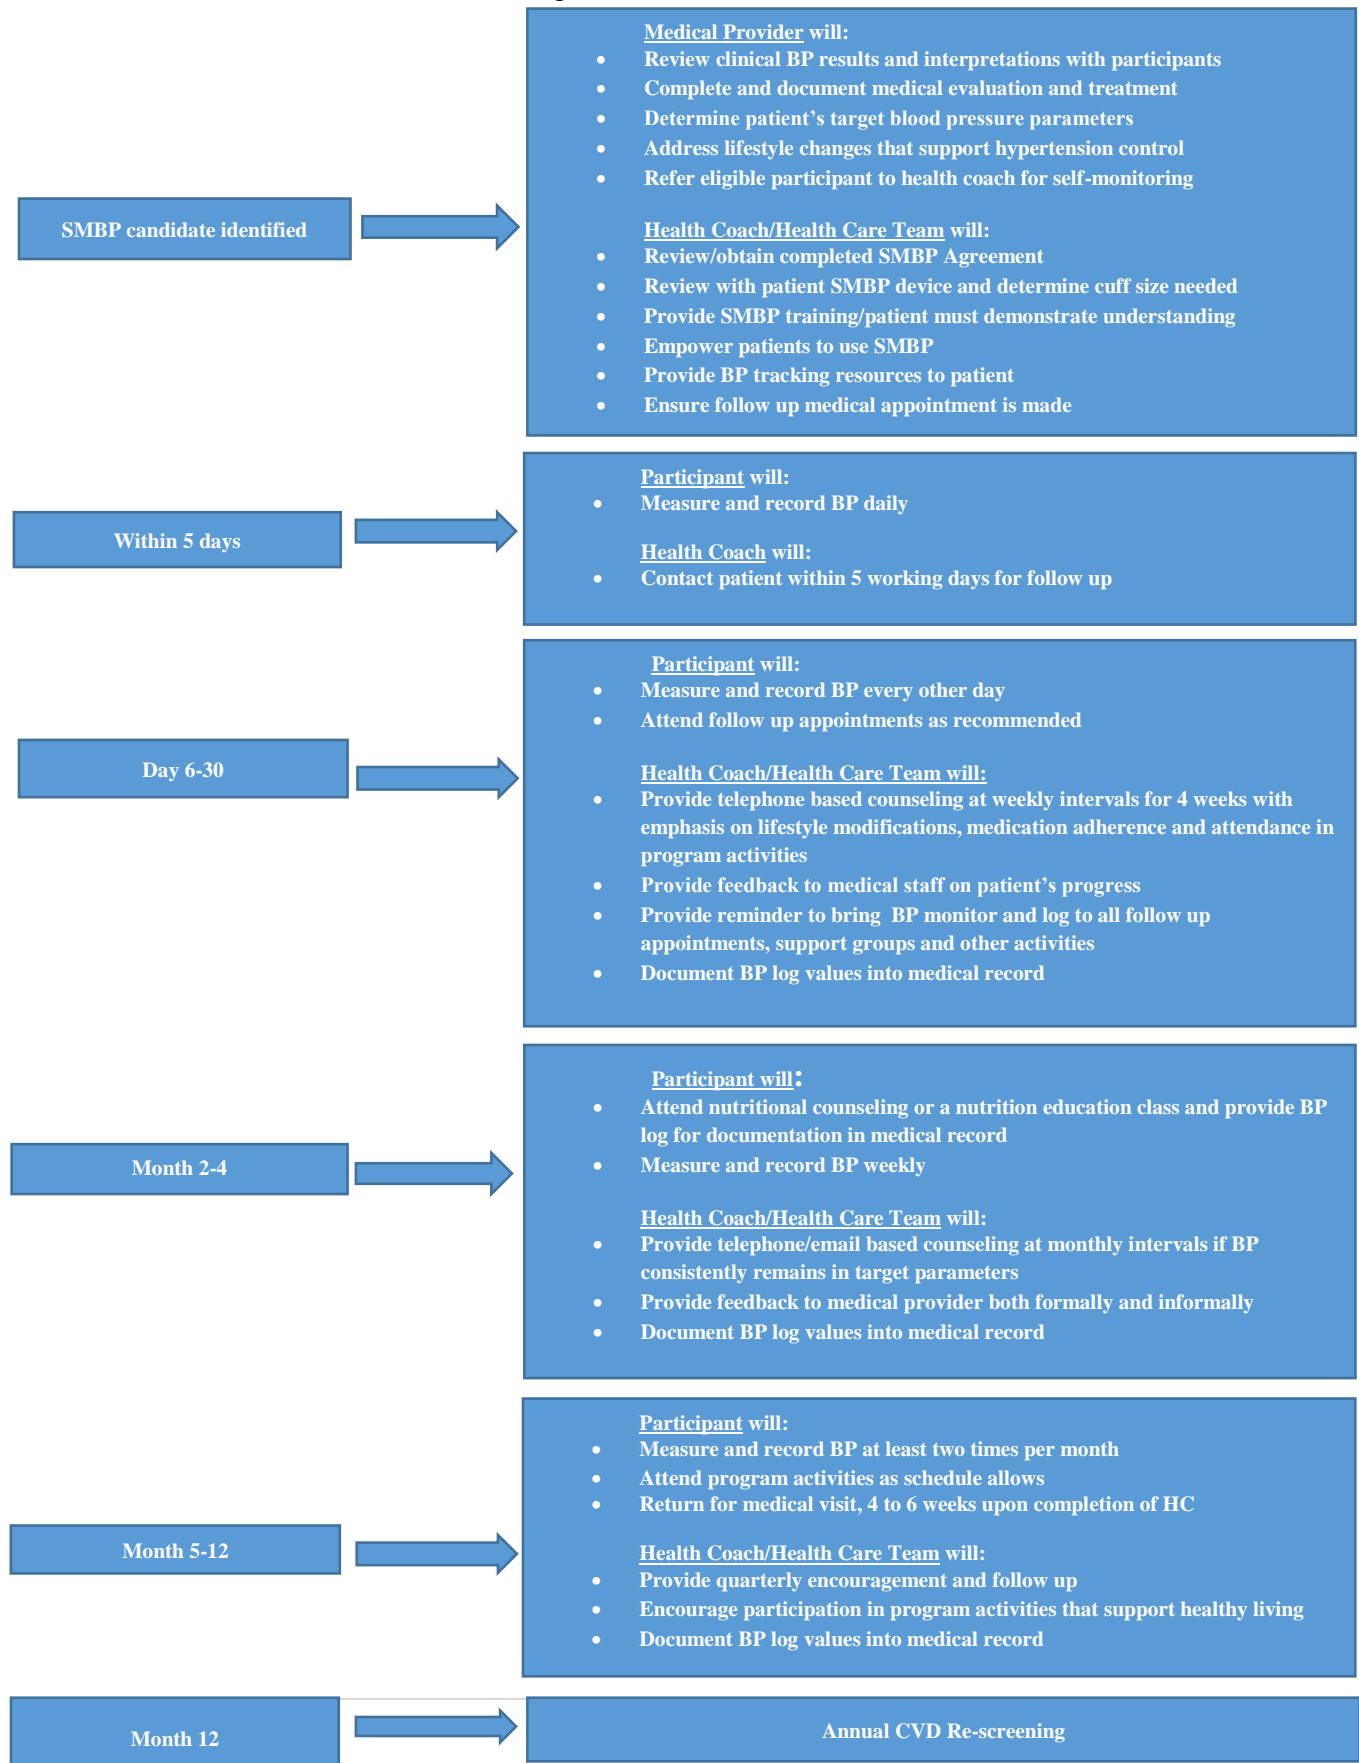 Medical Provider will:
• Review clinical BP results and interpretations with participants
• Complete and document medical evaluation and treatment
• Determine patient’s target blood pressure parameters
• Address lifestyle changes that support hypertension control
• Refer eligible participant to health coach for self-monitoring
SMBP candidate identified
Health Coach/Health Care Team will:
• Review/obtain completed SMBP Agreement
• Review with patient SMBP device and determine cuff size needed
• Provide SMBP training/patient must demonstrate understanding
• Empower patients to use SMBP
• Provide BP tracking resources to patient
• Ensure follow up medical appointment is made
Within 5 days
Participant will:
• Measure and record BP daily
Health Coach will:
• Contact patient within 5 working days for follow up
Day 6-30
Participant will:
• Measure and record BP every other day
• Attend follow up appointments as recommended
Health Coach/Health Care Team will:
• Provide telephone based counseling at weekly intervals for 4 weeks with
emphasis on lifestyle modifications, medication adherence and attendance in
program activities
• Provide feedback to medical staff on patient’s progress
• Provide reminder to bring BP monitor and log to all follow up
appointments, support groups and other activities
• Document BP log values into medical record
Month 2-4
Participant will:
• Attend nutritional counseling or a nutrition education class and provide BP
log for documentation in medical record
• Measure and record BP weekly
Health Coach/Health Care Team will:
• Provide telephone/email based counseling at monthly intervals if BP
consistently remains in target parameters
• Provide feedback to medical provider both formally and informally
• Document BP log values into medical record
Month 5-12
Participant will:
• Measure and record BP at least two times per month
• Attend program activities as schedule allows
• Return for medical visit, 4 to 6 weeks upon completion of HC
Health Coach/Health Care Team will:
• Provide quarterly encouragement and follow up
• Encourage participation in program activities that support healthy living
• Document BP log values into medical record
Month 12
Annual CVD Re-screening